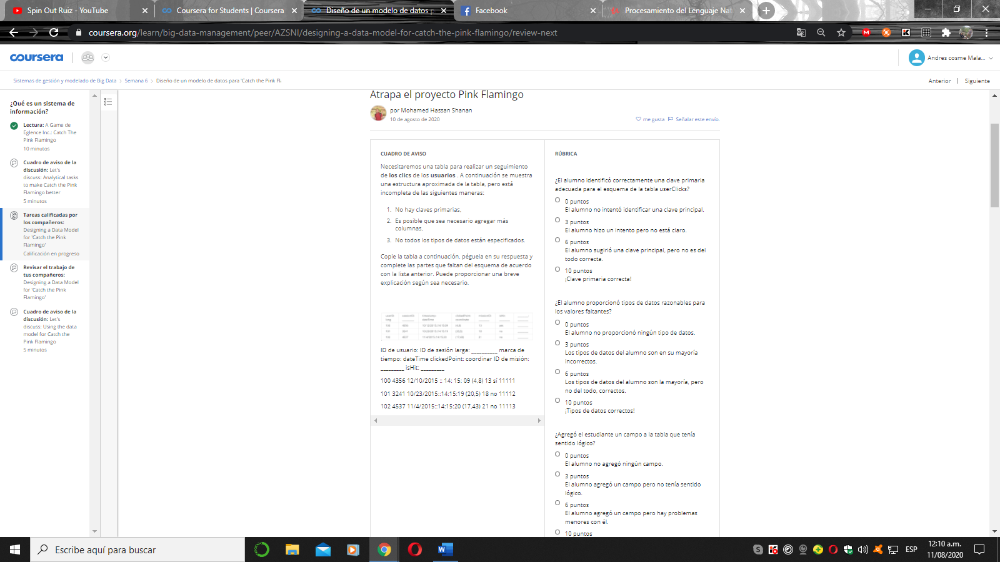 Spin Out Ruiz - YouTube
Coursera for Students | Coursera
Diseño de un modelo de datos p
Facebook
Procesamiento del Lenguaje Nat
coursera.org/learn/big-data-management/peer/AZSNI/designing-a-data-model-for-catch-the-pink-flamingo/review-next
coursera
Andres cosme Mala...
Sistemas de gestión y modelado de Big Data > Semana 6 > Diseño de un modelo de datos para 'Catch the Pink Fl
Anterior | Siguiente
¿Qué es un sistema de
información?
Lectura: A Game de
Eglence Inc.: Catch The
Pink Flamingo
10 minutos
Cuadro de aviso de la
discusión: Let's
discuss: Analytical tasks
to make Catch the Pink
Flamingo better
5 minutos
Tareas calificadas por
los compañeros:
Designing a Data Model
for 'Catch the Pink
Flamingo'
Calificación en progreso
Revisar el trabajo de
tus compañeros:
Designing a Data Model
for 'Catch the Pink
Flamingo'
Cuadro de aviso de la
discusión: Let's
discuss: Using the data
model for Catch the
Pink Flamingo
5 minutos
Atrapa el proyecto Pink Flamingo
por Mohamed Hassan Shanan
10 de agosto de 2020
me gusta
Señalar este envío.
CUADRO DE AVISO
Necesitaremos una tabla para realizar un seguimiento
de los clics de los usuarios . A continuación se muestra
una estructura aproximada de la tabla, pero está
incompleta de las siguientes maneras:
1. No hay claves primarias,
2. Es posible que sea necesario agregar más
columnas,
3. No todos los tipos de datos están especificados.
Copie la tabla a continuación, péguela en su respuesta y
complete las partes que faltan del esquema de acuerdo
con la lista anterior. Puede proporcionar una breve
explicación según sea necesario.
ID de usuario: ID de sesión larga: __________ marca de
tiempo: dateTime clickedPoint: coordinar ID de misión:
_________ isHit: _________
100 4356 12/10/2015 :: 14: 15: 09 (4,8) 13 sí 11111
101 3241 10/23/2015::14:15:19 (20,5) 18 no 11112
102 4537 11/4/2015::14:15:20 (17,43) 21 no 11113
RÚBRICA
¿El alumno identificó correctamente una clave primaria
adecuada para el esquema de la tabla userClicks?
0 puntos
El alumno no intentó identificar una clave principal.
3 puntos
El alumno hizo un intento pero no está claro.
6 puntos
El alumno sugirió una clave principal, pero no es del
todo correcta.
10 puntos
¡Clave primaria correcta!
¿El alumno proporcionó tipos de datos razonables para
los valores faltantes?
0 puntos
El alumno no proporcionó ningún tipo de datos.
3 puntos
Los tipos de datos del alumno son en su mayoría
incorrectos.
6 puntos
Los tipos de datos del alumno son la mayoría, pero
no del todo, correctos.
10 puntos
¡Tipos de datos correctos!
¿Agregó el estudiante un campo a la tabla que tenía
sentido lógico?
0 puntos
El alumno no agregó ningún campo.
3 puntos
El alumno agregó un campo pero no tenía sentido
lógico.
6 puntos
El alumno agregó un campo pero hay problemas
menores con él.
10 puntos
Escribe aquí para buscar
ESP
12:10 a.m.
11/08/2020